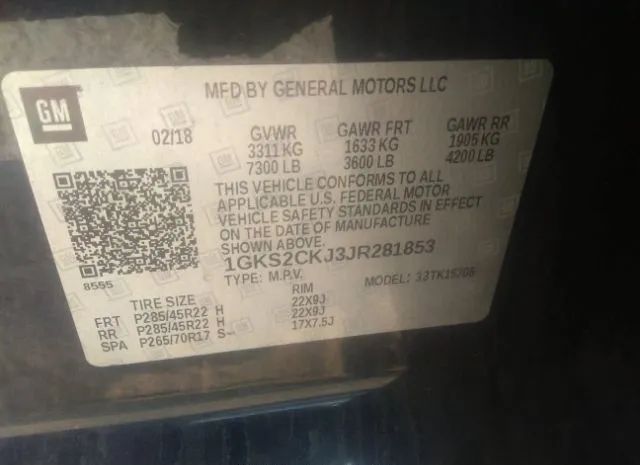 GM
MFD BY GENERAL MOTORS LLC
02/18 GVWR GAWR FRT GAWR RR
3311 KG 1633 KG 1905 KG
7300 LB 3600 LB 4200 LB
THIS VEHICLE CONFORMS TO ALL
APPLICABLE U.S. FEDERAL MOTOR
VEHICLE SAFETY STANDARDS IN EFFECT
ON THE DATE OF MANUFACTURE
SHOWN ABOVE.
1GKS2CKJ3JR281853
8555 TYPE: M.P.V. MODEL:
TIRE SIZE RIM
FRT P285/45R22 H 22X9J
RR P285/45R22 H 22X9J
SPA P265/70R17 S 17X7.5J